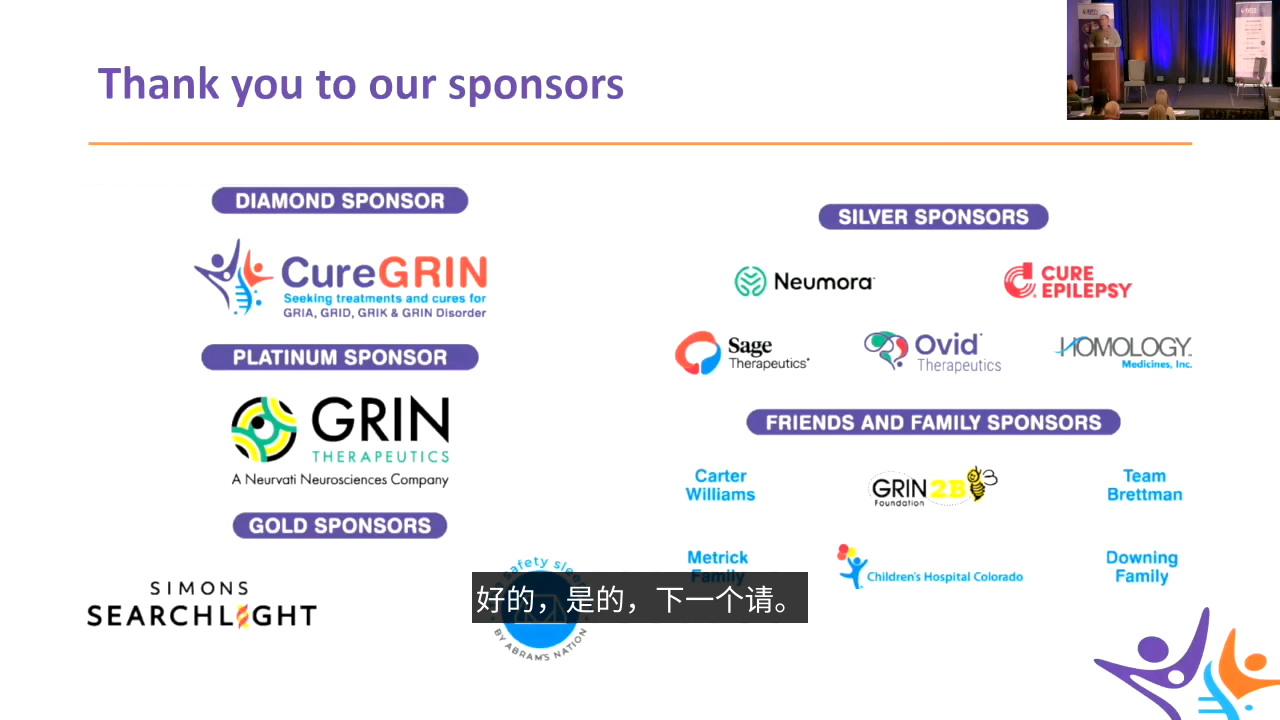 Thank you to our sponsors
DIAMOND SPONSOR
CureGRIN
Seeking treatments and cures for
GRIA, GRID, GRIK & GRIN Disorder
PLATINUM SPONSOR
GRIN
THERAPEUTICS
A Neurvati Neurosciences Company
GOLD SPONSORS
SIMONS
SEARCHLIGHT
safety slee
BY ABRAM'S NATION
SILVER SPONSORS
Neumora
CURE
EPILEPSY
Sage
Therapeutics
Ovid
Therapeutics
HOMOLOGY
Medicines, Inc.
FRIENDS AND FAMILY SPONSORS
Carter
Williams
GRIN2B
Foundation
Team
Brettman
Metrick
Family
Children's Hospital Colorado
Downing
Family
好的，是的，下一个请。